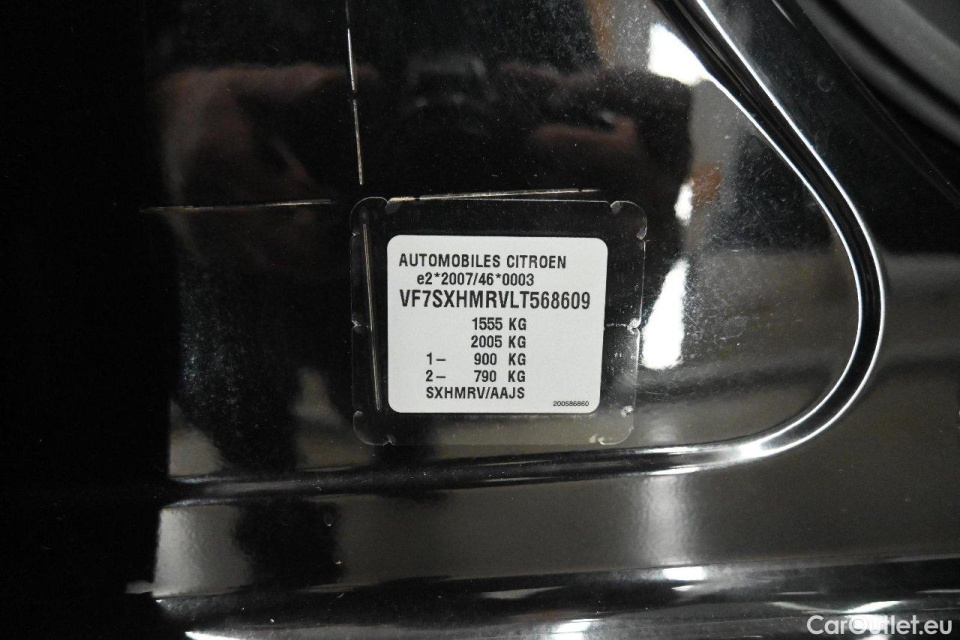 AUTOMOBILES CITROEN
e2*2007/46*0003
VF7SXHMRVLT568609
1555 KG
2005 KG
1– 900 KG
2– 790 KG
SXHMRV/AAJS
200586860
CarOutlet.eu